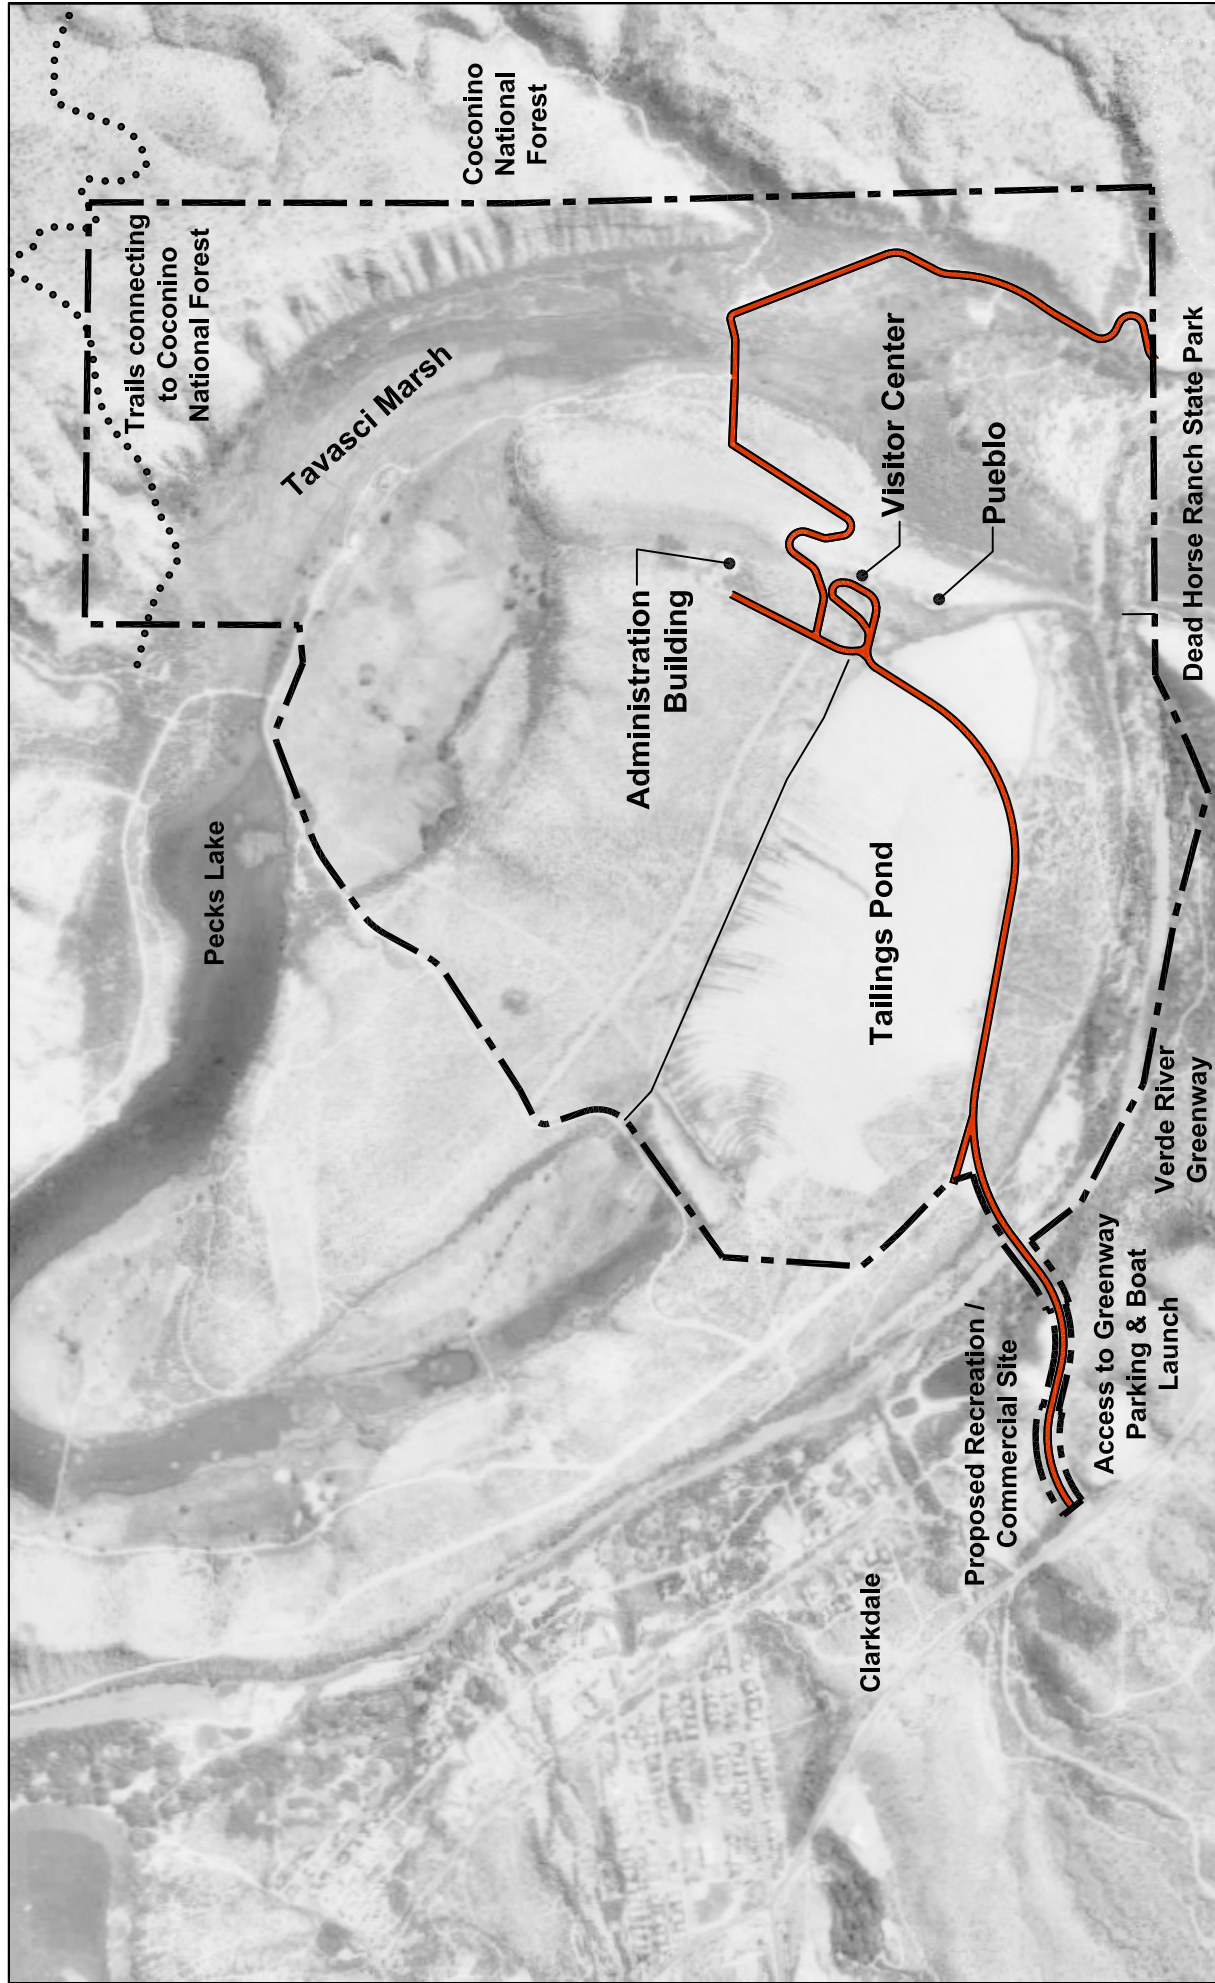 Coconino
National
Forest
Trails connecting
to Coconino
National Forest
Tavasci Marsh
Pecks Lake
Administration
Building
Visitor Center
Pueblo
Dead Horse Ranch State Park
Tailings Pond
Verde River
Greenway
Proposed Recreation /
Commercial Site
Access to Greenway
Parking & Boat
Launch
Clarkdale